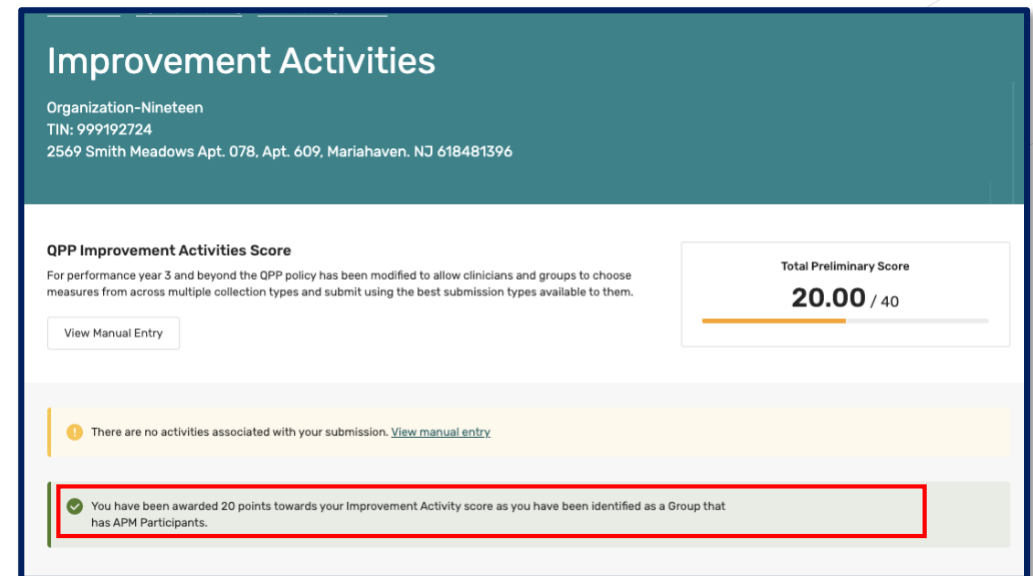 Improvement Activities
Organization-Nineteen
TIN: 999192724
2569 Smith Meadows Apt. 078, Apt. 609, Mariahaven. NJ 618481396
QPP Improvement Activities Score
For performance year 3 and beyond the QPP policy has been modified to allow clinicians and groups to choose
measures from across multiple collection types and submit using the best submission types available to them.
View Manual Entry
Total Preliminary Score
20.00 / 40
There are no activities associated with your submission. View manual entry
You have been awarded 20 points towards your Improvement Activity score as you have been identified as a Group that
has APM Participants.